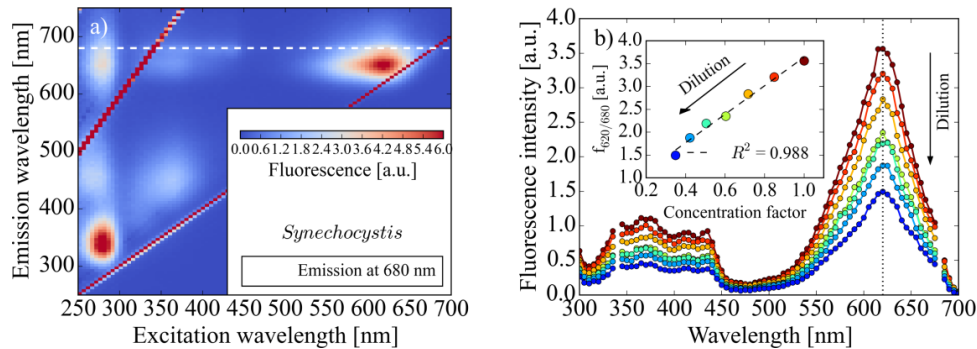 a)
Emission wavelength [nm]
700
600
500
400
300
250 300 350 400 450 500 550 600 650 700
Excitation wavelength [nm]
0.00.61.21.82.43.03.64.24.85.46.0
Fluorescence [a.u.]
Synechocystis
Emission at 680 nm
b)
Fluorescence intensity [a.u.]
4.0
3.5
3.0
2.5
2.0
1.5
1.0
0.5
0.0
300 350 400 450 500 550 600 650 700
Wavelength [nm]
Dilution
f620/680 [a.u.]
4.0
3.5
3.0
2.5
2.0
1.5
1.0
0.2 0.4 0.6 0.8 1.0
Concentration factor
Dilution
R² = 0.988